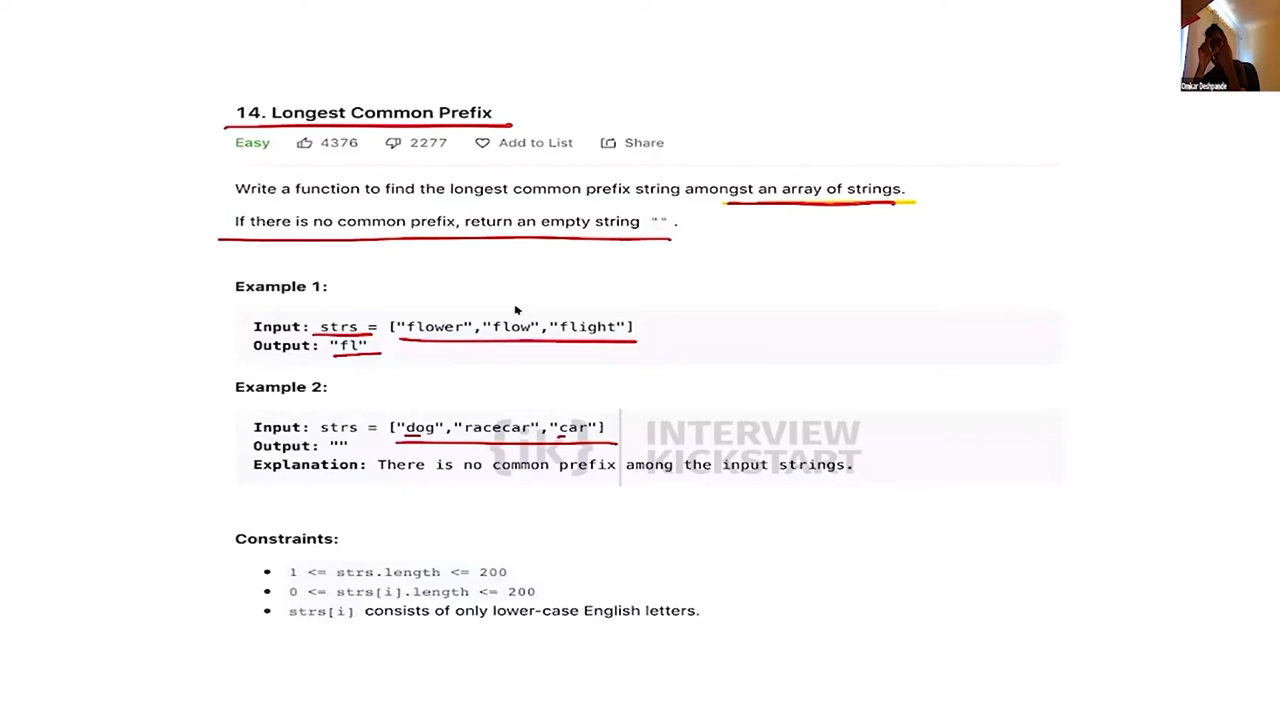 Omkar Deshpande
14. Longest Common Prefix
Easy 4376 2277 Add to List Share
Write a function to find the longest common prefix string amongst an array of strings.
If there is no common prefix, return an empty string "".
Example 1:
Input: strs = ["flower","flow","flight"]
Output: "fl"
Example 2:
Input: strs = ["dog","racecar","car"]
Output: ""
Explanation: There is no common prefix among the input strings.
{ik} INTERVIEW
KICKSTART
Constraints:
• 1 <= strs.length <= 200
• 0 <= strs[i].length <= 200
• strs[i] consists of only lower-case English letters.